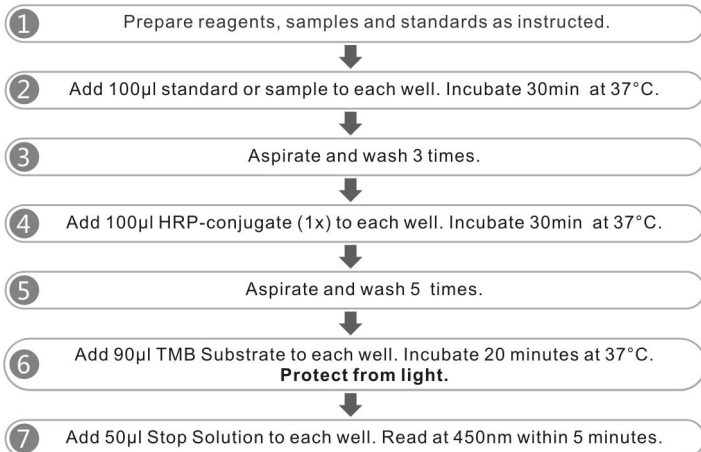 1 Prepare reagents, samples and standards as instructed.
2 Add 100μl standard or sample to each well. Incubate 30min at 37°C.
3 Aspirate and wash 3 times.
4 Add 100μl HRP-conjugate (1x) to each well. Incubate 30min at 37°C.
5 Aspirate and wash 5 times.
6 Add 90μl TMB Substrate to each well. Incubate 20 minutes at 37°C.
Protect from light.
7 Add 50μl Stop Solution to each well. Read at 450nm within 5 minutes.